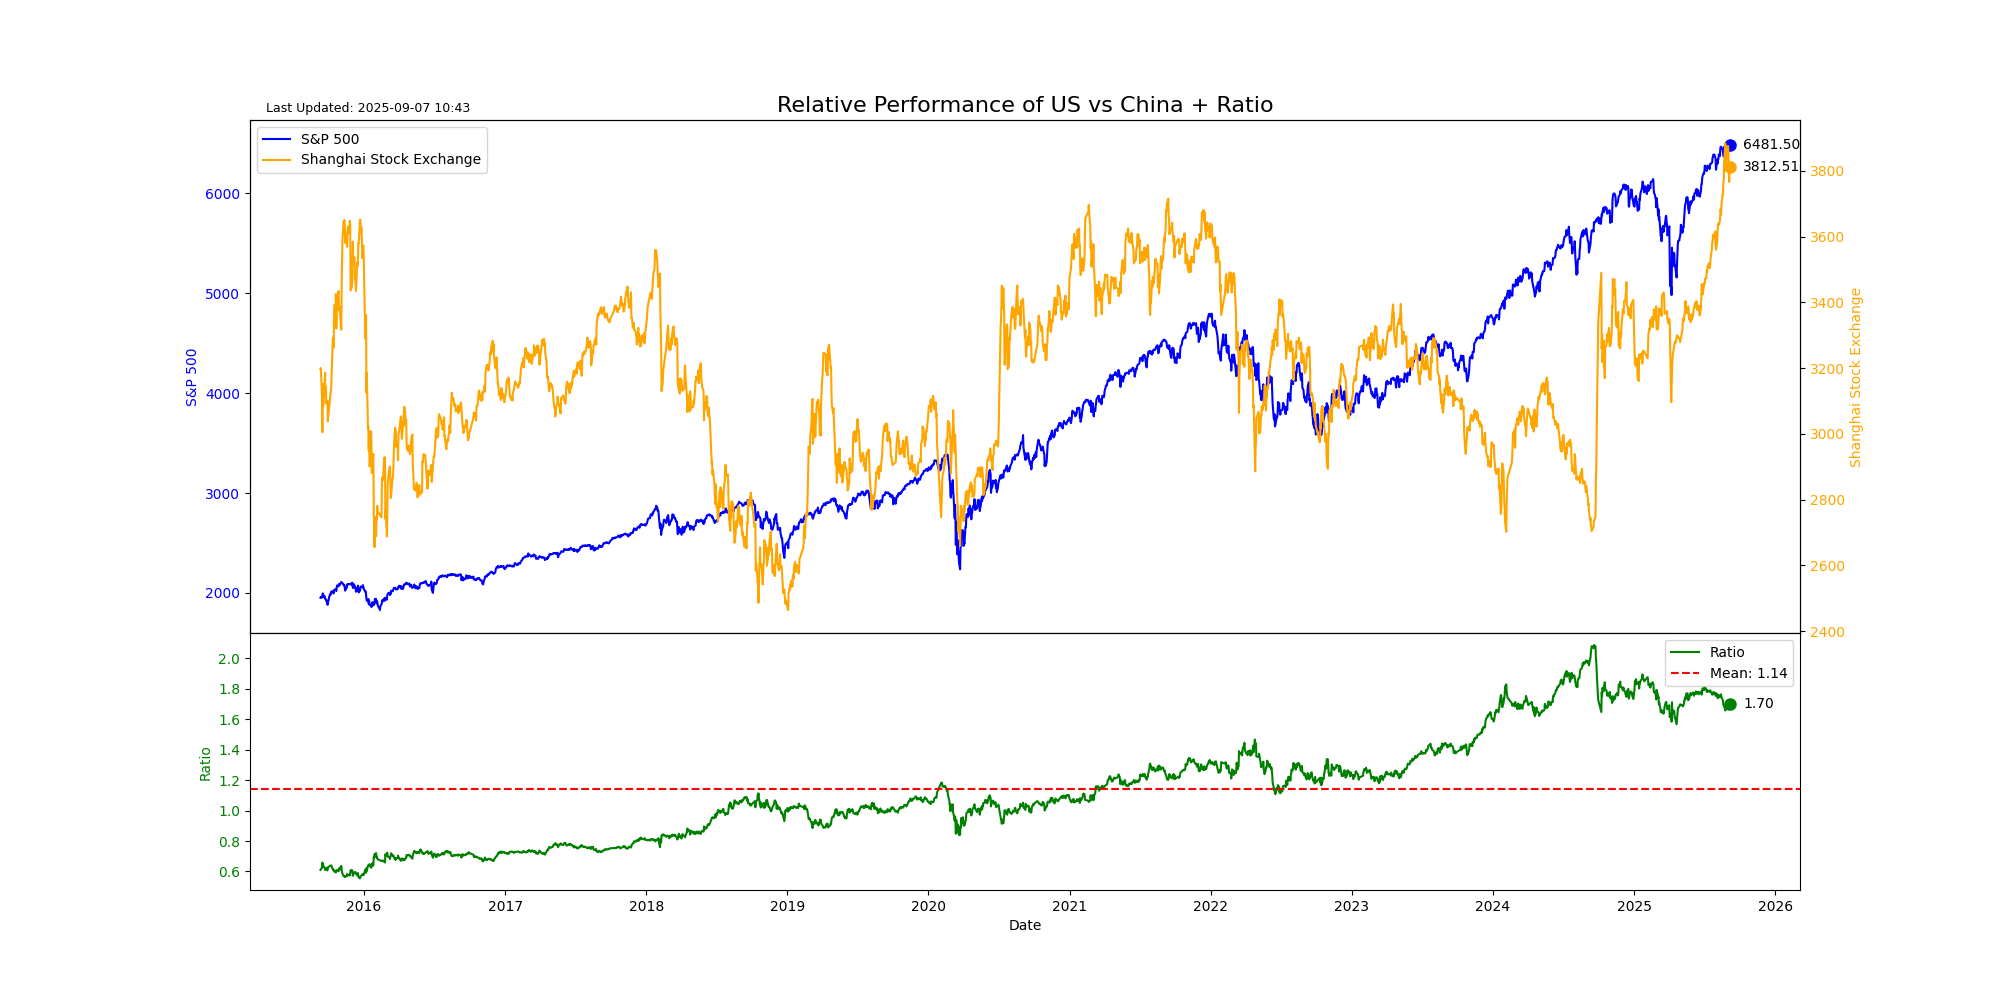 Relative Performance of US vs China + Ratio
Last Updated: 2025-09-07 10:43
S&P 500
Shanghai Stock Exchange
6481.50
3812.51
6000
5000
4000
3000
2000
S&P 500
3800
3600
3400
3200
3000
2800
2600
2400
Shanghai Stock Exchange
Ratio
Mean: 1.14
1.70
2.0
1.8
1.6
1.4
1.2
1.0
0.8
0.6
Ratio
2016 2017 2018 2019 2020 2021 2022 2023 2024 2025 2026
Date